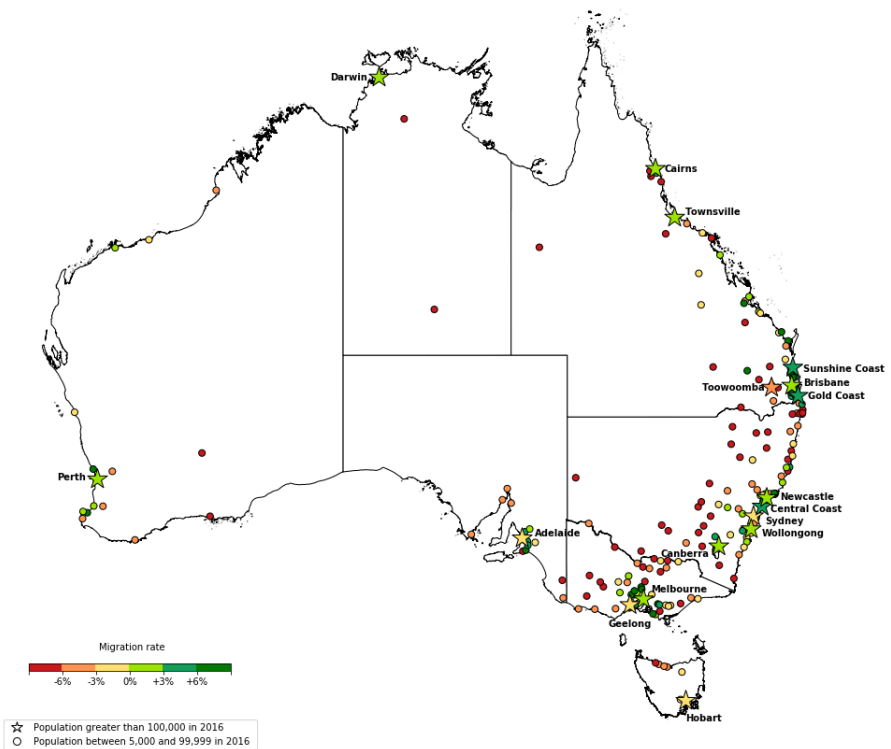 Darwin
Cairns
Townsville
Sunshine Coast
Brisbane
Toowoomba
Gold Coast
Perth
Newcastle
Central Coast
Sydney
Adelaide
Wollongong
Canberra
Melbourne
Geelong
Hobart
Migration rate
-6% -3% 0% +3% +6%
Population greater than 100,000 in 2016
Population between 5,000 and 99,999 in 2016